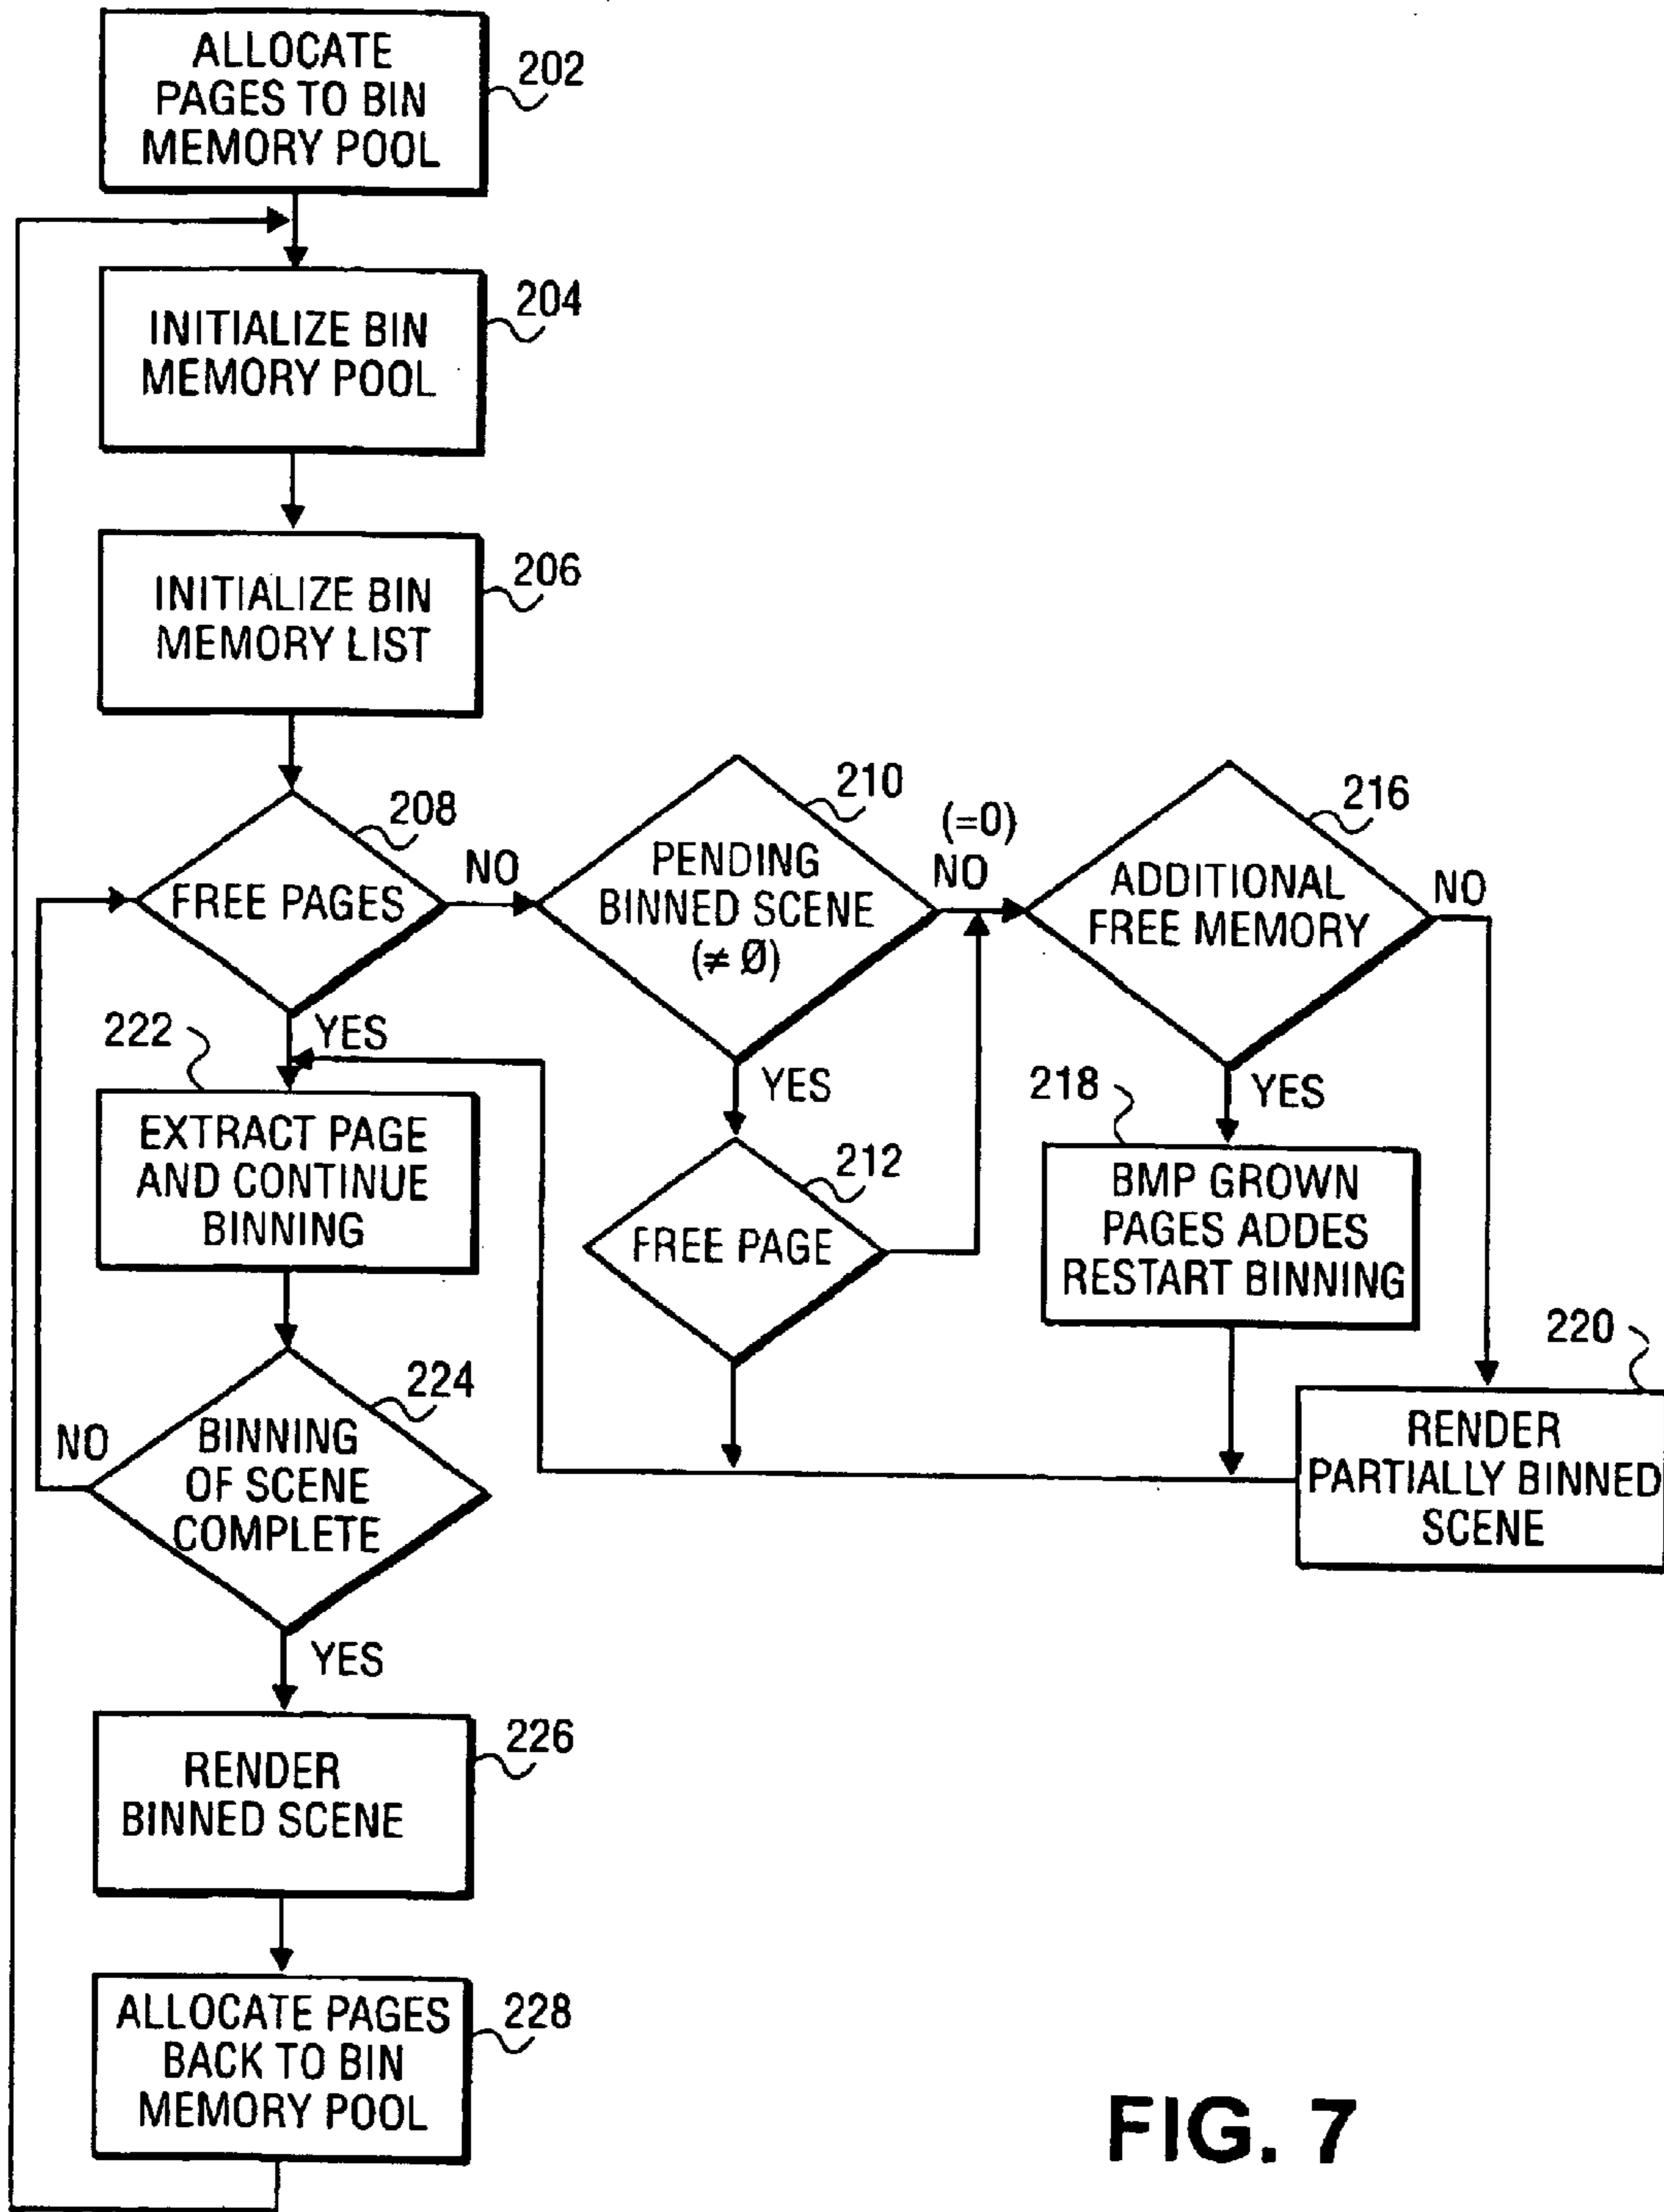 ALLOCATE
PAGES TO BIN
MEMORY POOL
202
INITIALIZE BIN
MEMORY POOL
204
INITIALIZE BIN
MEMORY LIST
206
FREE PAGES
208
NO
YES
PENDING
BINNED SCENE
(≠ Ø)
210
(=0)
NO
YES
ADDITIONAL
FREE MEMORY
216
NO
YES
FREE PAGE
212
218
BMP GROWN
PAGES ADDES
RESTART BINNING
220
RENDER
PARTIALLY BINNED
SCENE
222
EXTRACT PAGE
AND CONTINUE
BINNING
224
NO
BINNING
OF SCENE
COMPLETE
YES
RENDER
BINNED SCENE
226
ALLOCATE PAGES
BACK TO BIN
MEMORY POOL
228
FIG. 7